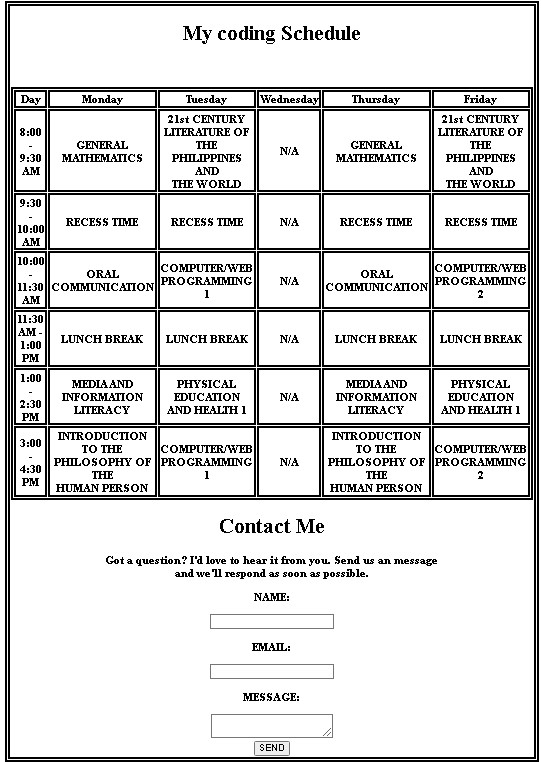 My coding Schedule
Day Monday Tuesday Wednesday Thursday Friday
8:00
-
9:30
AM
GENERAL
MATHEMATICS
21st CENTURY
LITERATURE OF
THE
PHILIPPINES
AND
THE WORLD
N/A
GENERAL
MATHEMATICS
21st CENTURY
LITERATURE OF
THE
PHILIPPINES
AND
THE WORLD
9:30
-
10:00
AM
RECESS TIME
RECESS TIME
N/A
RECESS TIME
RECESS TIME
10:00
-
11:30
AM
ORAL
COMMUNICATION
COMPUTER/WEB
PROGRAMMING
1
N/A
ORAL
COMMUNICATION
COMPUTER/WEB
PROGRAMMING
2
11:30
AM -
1:00
PM
LUNCH BREAK
LUNCH BREAK
N/A
LUNCH BREAK
LUNCH BREAK
1:00
-
2:30
PM
MEDIA AND
INFORMATION
LITERACY
PHYSICAL
EDUCATION
AND HEALTH 1
N/A
MEDIA AND
INFORMATION
LITERACY
PHYSICAL
EDUCATION
AND HEALTH 1
3:00
-
4:30
PM
INTRODUCTION
TO THE
PHILOSOPHY OF
THE
HUMAN PERSON
COMPUTER/WEB
PROGRAMMING
1
N/A
INTRODUCTION
TO THE
PHILOSOPHY OF
THE
HUMAN PERSON
COMPUTER/WEB
PROGRAMMING
2
Contact Me
Got a question? I'd love to hear it from you. Send us an message
and we'll respond as soon as possible.
NAME:
EMAIL:
MESSAGE:
SEND